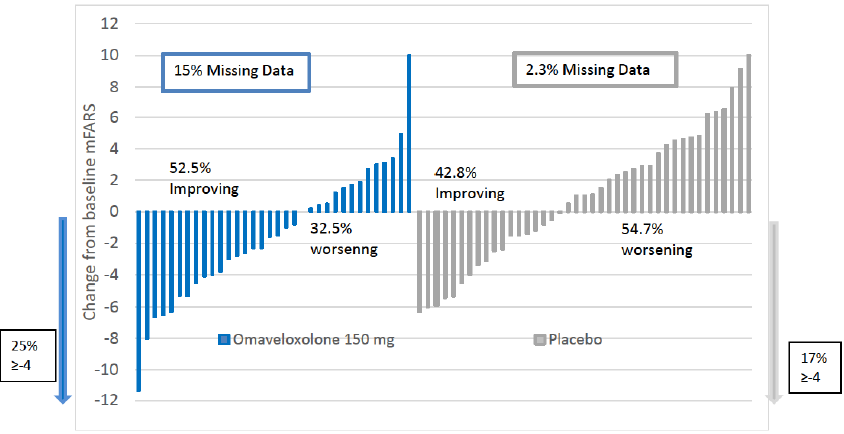 12
10
8
6
4
2
0
-2
-4
-6
-8
-10
-12
Change from baseline mFARS
15% Missing Data
2.3% Missing Data
52.5%
Improving
42.8%
Improving
32.5%
worsenng
54.7%
worsening
Omaveloxolone 150 mg
Placebo
25%
≥-4
17%
≥-4